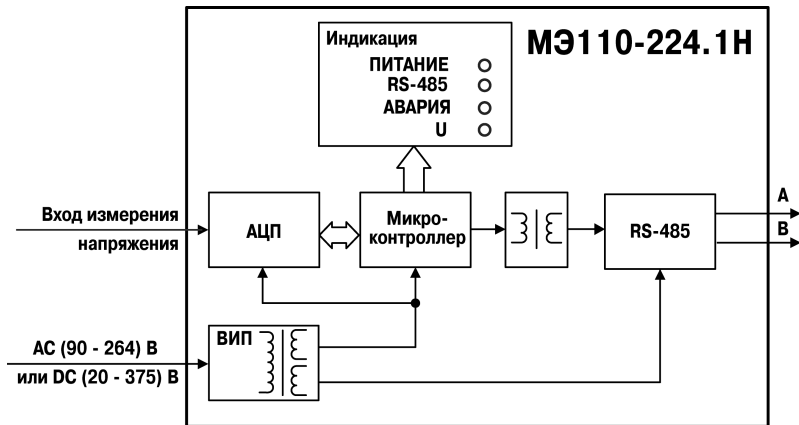 МЭ110-224.1Н
Индикация
ПИТАНИЕ
RS-485
АВАРИЯ
U
Вход измерения
напряжения
АЦП
Микро-
контроллер
RS-485
A
B
ВИП
AC (90 - 264) В
или DC (20 - 375) В